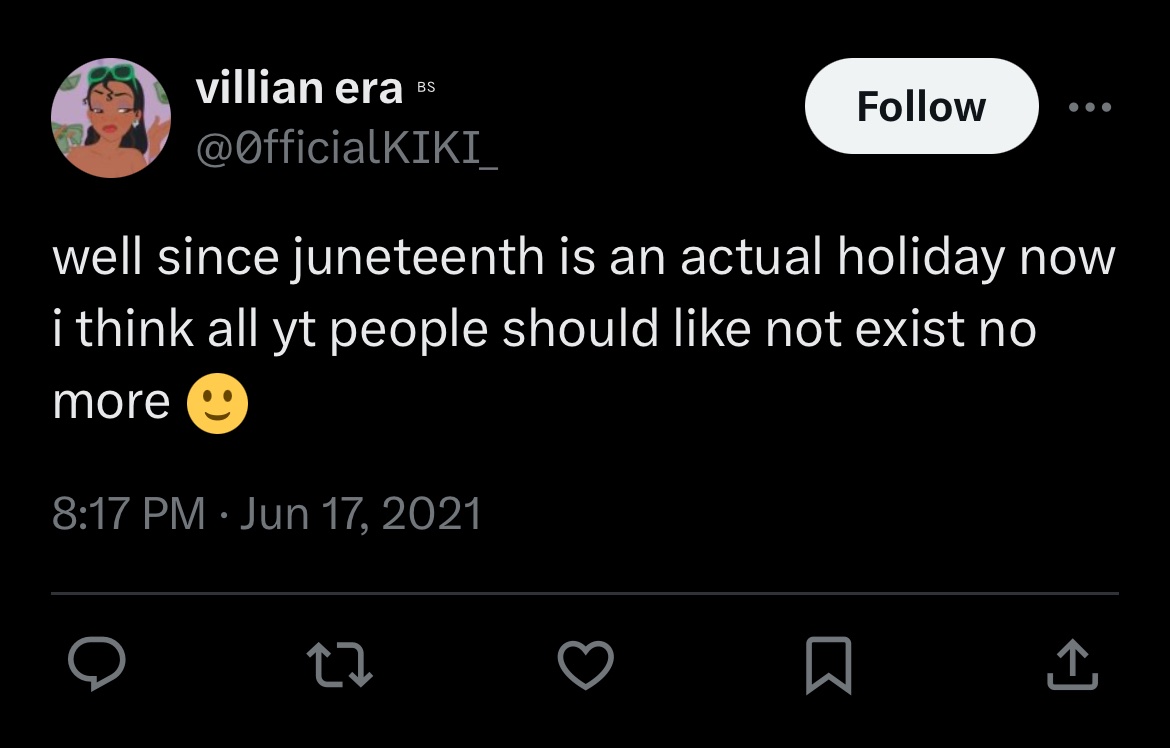 villian era BS
@0fficialKIKI_
Follow
well since juneteenth is an actual holiday now
i think all yt people should like not exist no
more 🙂
8:17 PM · Jun 17, 2021